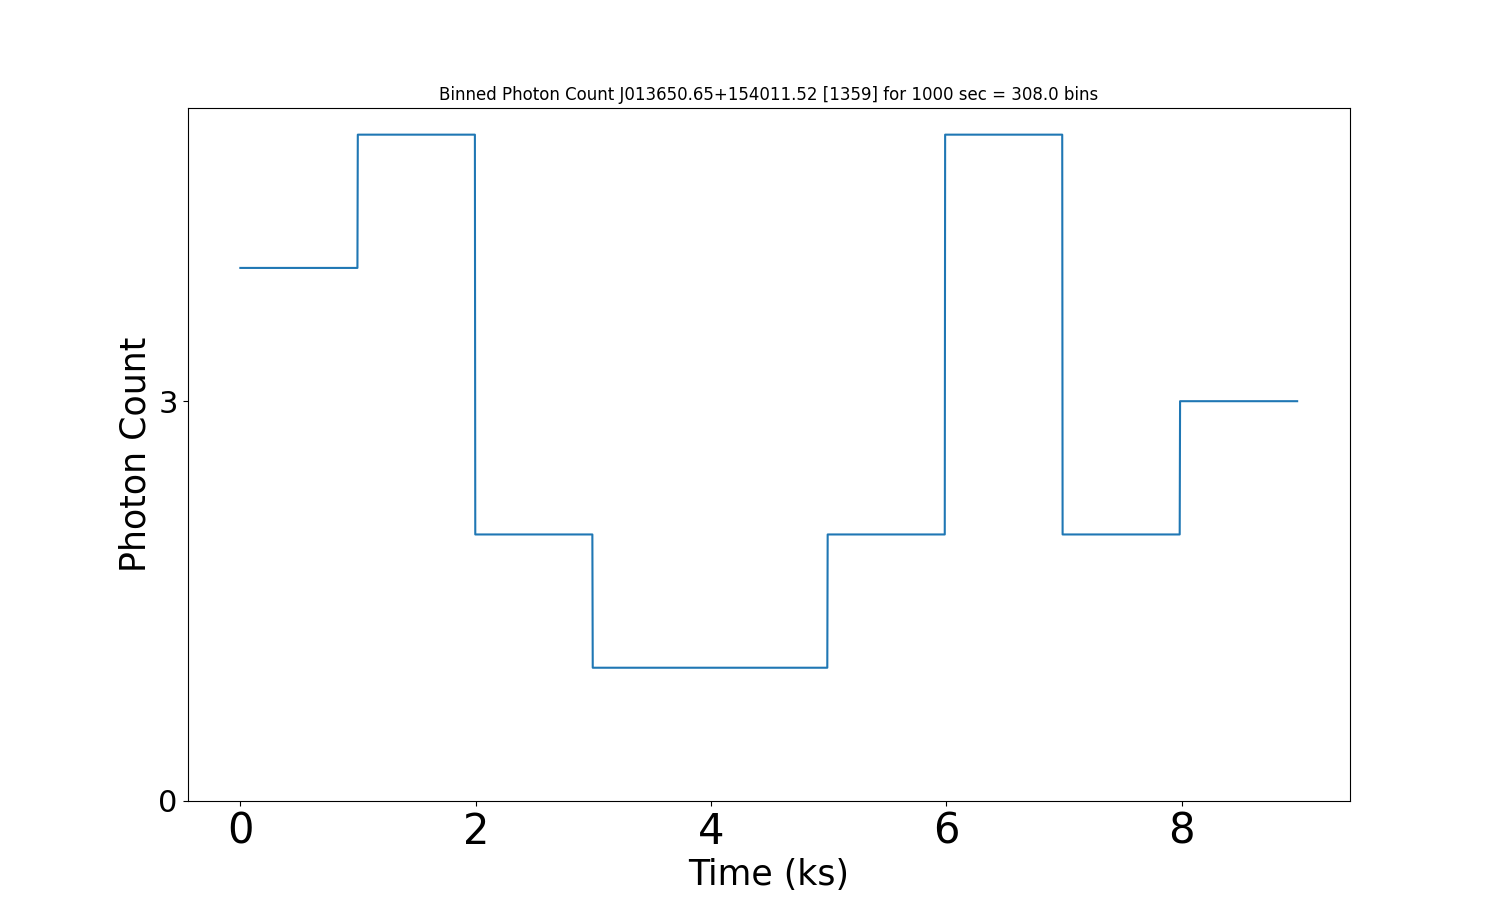 Binned Photon Count J013650.65+154011.52 [1359] for 1000 sec = 308.0 bins
Photon Count
3
0
0 2 4 6 8
Time (ks)